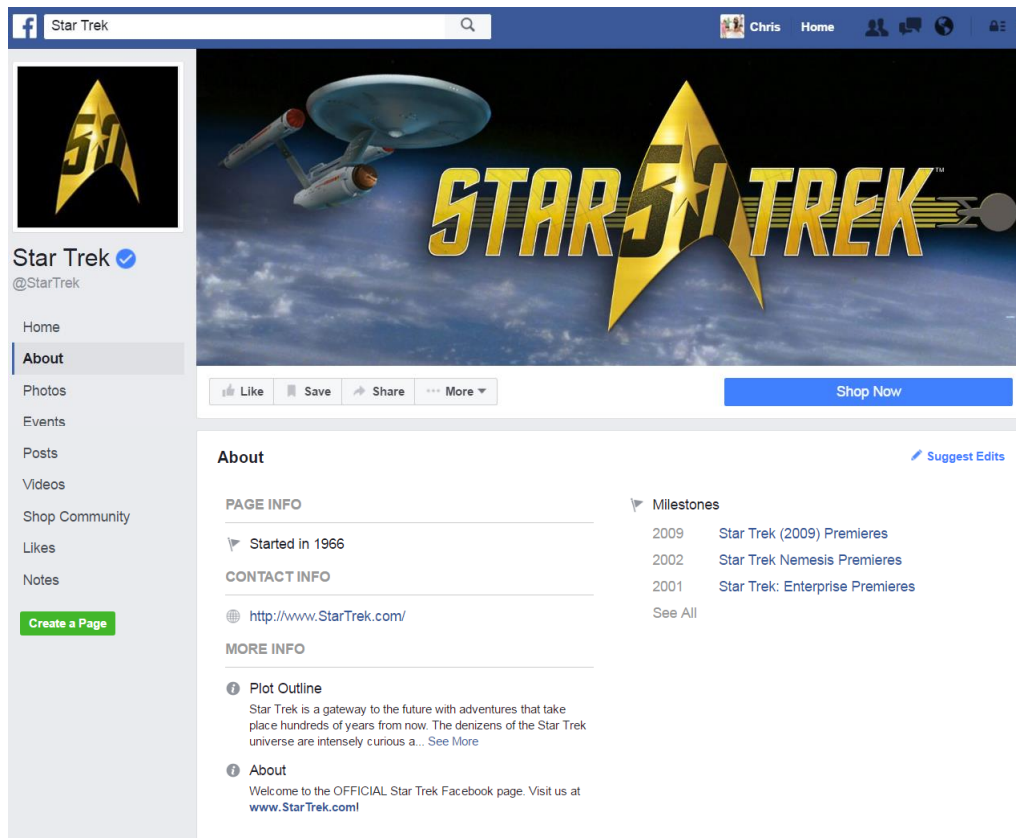 f Star Trek
Chris Home
50
STAR 50 TREK™
Star Trek
@StarTrek
Home
About
Photos
Events
Posts
Videos
Shop Community
Likes
Notes
Create a Page
Like Save Share ··· More
Shop Now
About
Suggest Edits
PAGE INFO
Started in 1966
CONTACT INFO
http://www.StarTrek.com/
MORE INFO
Plot Outline
Star Trek is a gateway to the future with adventures that take
place hundreds of years from now. The denizens of the Star Trek
universe are intensely curious a... See More
About
Welcome to the OFFICIAL Star Trek Facebook page. Visit us at
www.StarTrek.com!
Milestones
2009 Star Trek (2009) Premieres
2002 Star Trek Nemesis Premieres
2001 Star Trek: Enterprise Premieres
See All